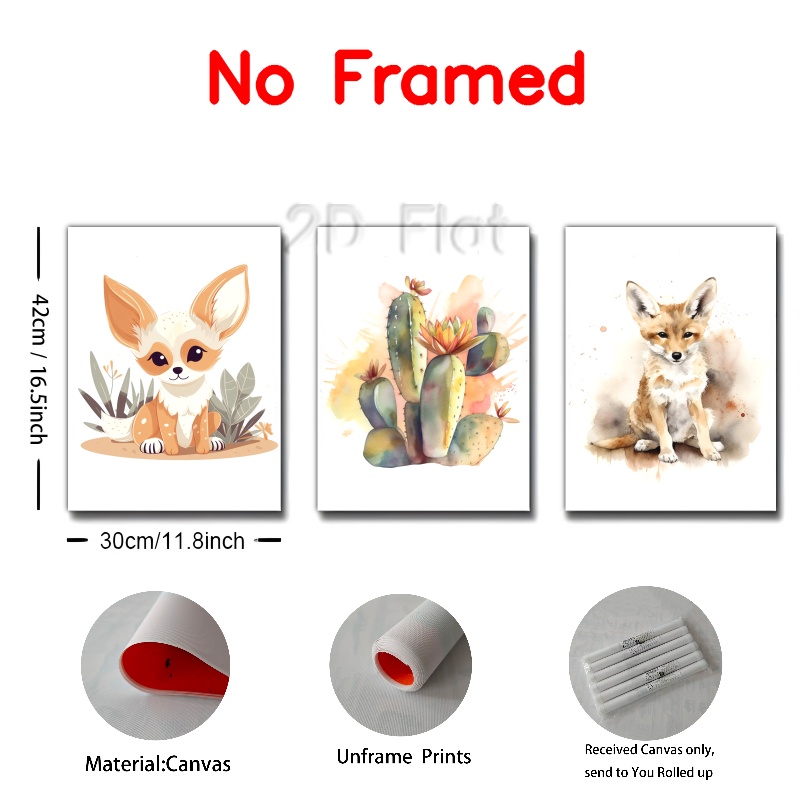 No Framed
2D Flat
42cm / 16.5inch
30cm/11.8inch
Material:Canvas
Unframe Prints
Received Canvas only,
send to You Rolled up